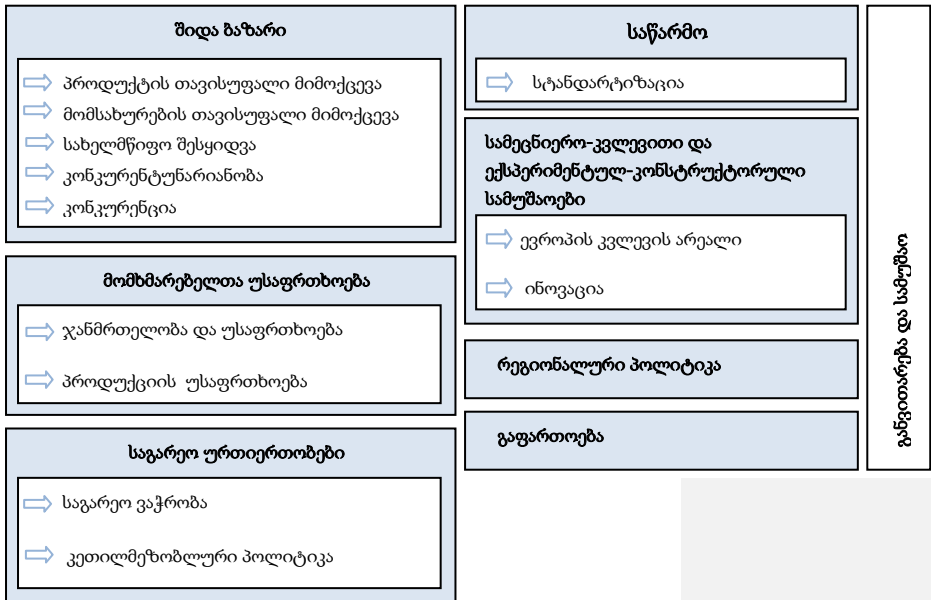 შიდა ბაზარი
პროდუქტის თავისუფალი მიმოქცევა
მომსახურების თავისუფალი მიმოქცევა
სახელმწიფო შესყიდვა
კონკურენტუნარიანობა
კონკურენცია
მომხმარებელთა უსაფრთხოება
ჯანმრთელობა და უსაფრთხოება
პროდუქციის უსაფრთხოება
საგარეო ურთიერთობები
საგარეო ვაჭრობა
კეთილმეზობლური პოლიტიკა
საწარმო
სტანდარტიზაცია
სამეცნიერო-კვლევითი და
ექსპერიმენტულ-კონსტრუქტორული
სამუშაოები
ევროპის კვლევის არეალი
ინოვაცია
რეგიონალური პოლიტიკა
გაფართოება
განვითარება და სამუშაო